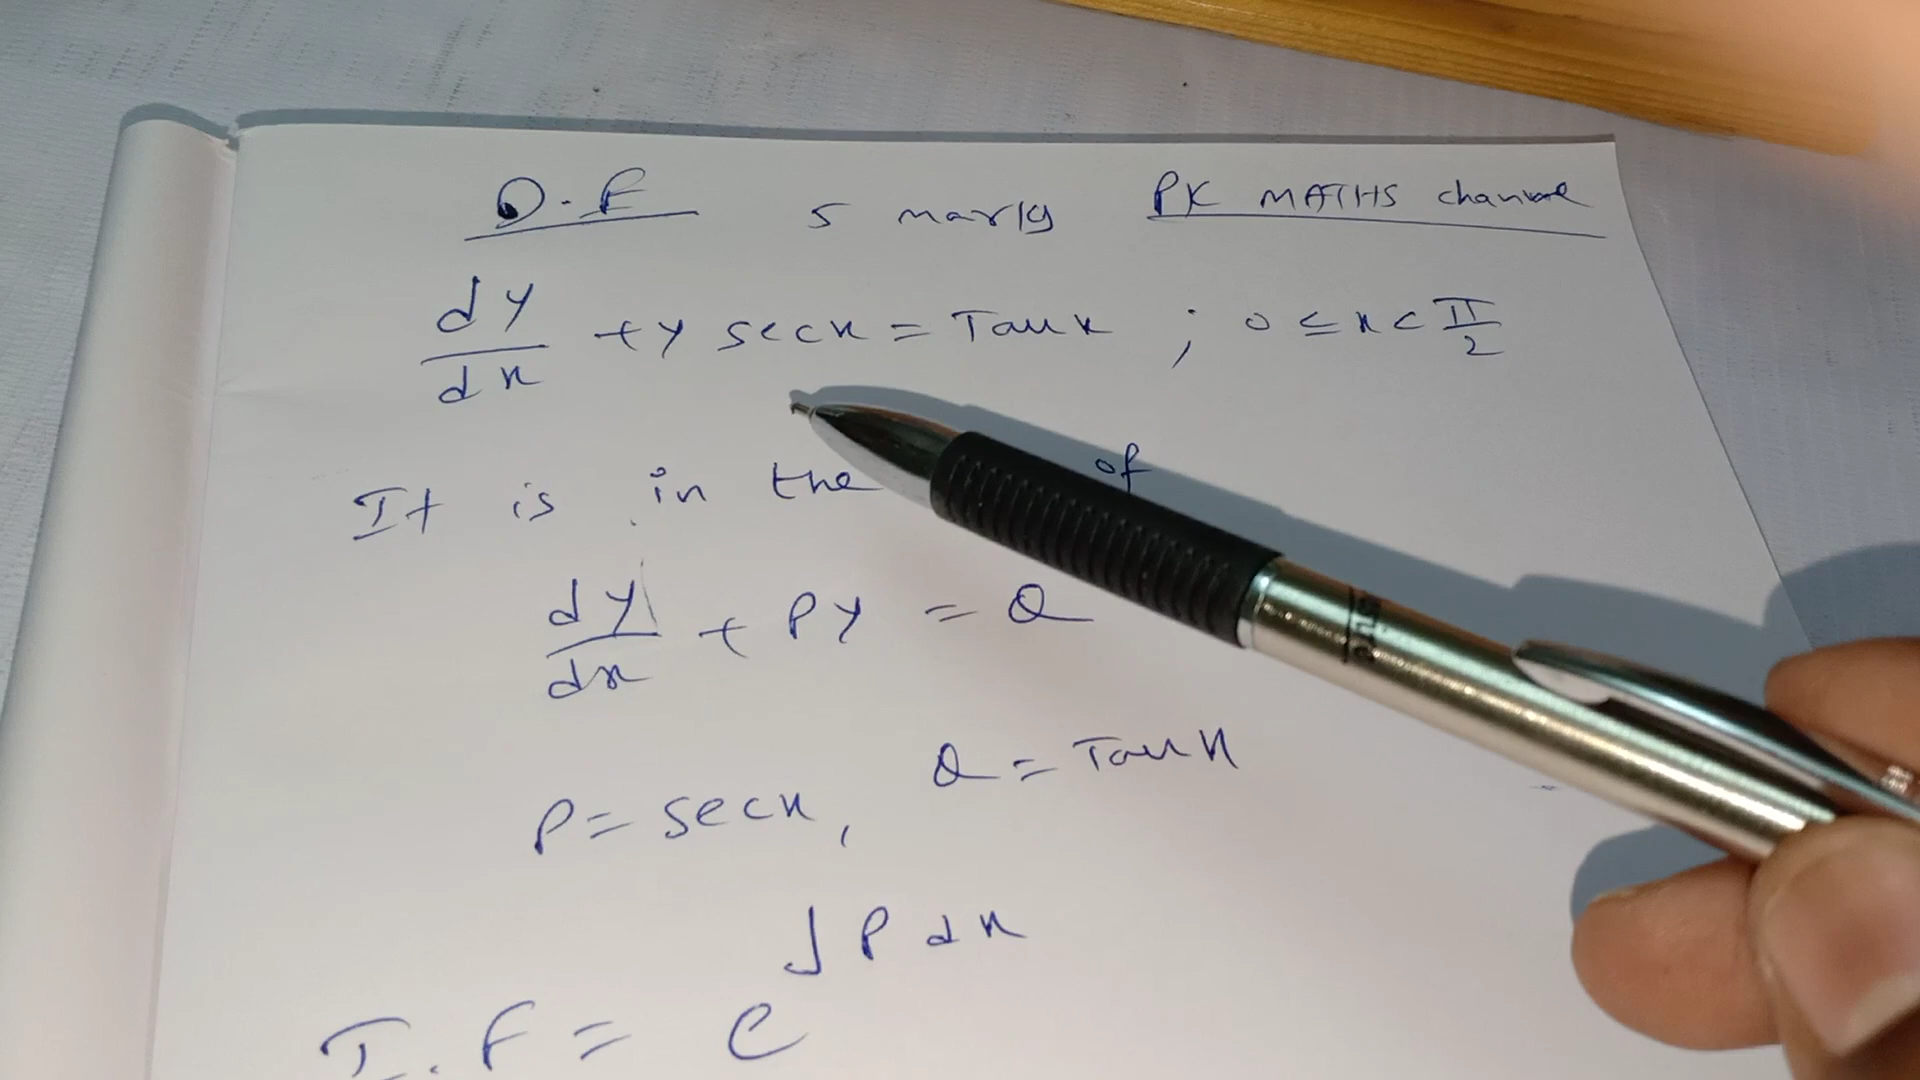 D.E 5 marks PK MATHS channel
dy/dx + y secx = Tanx ; 0 ≤ x < π/2
It is in the of
dy/dx + Py = Q
P = secx, Q = Tanx
I.F = e^∫P dx